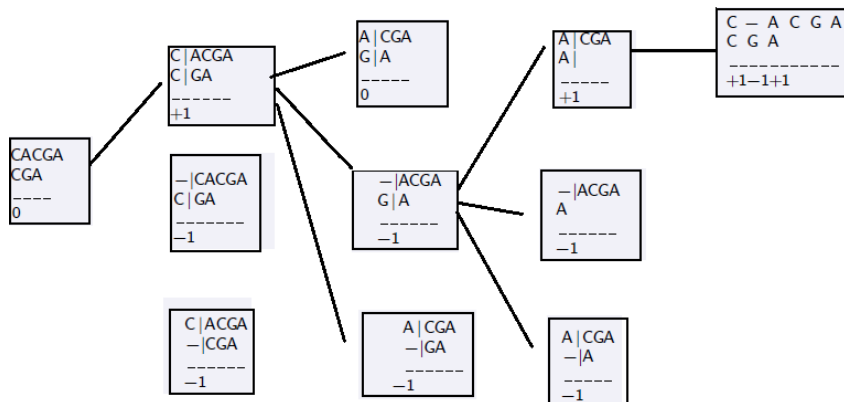 CACGA
CGA
----
0
C|ACGA
C|GA
------
+1
-|CACGA
C|GA
-------
-1
C|ACGA
-|CGA
------
-1
A|CGA
G|A
-----
0
-|ACGA
G|A
------
-1
A|CGA
-|GA
------
-1
A|CGA
A|
-----
+1
-|ACGA
A
------
-1
A|CGA
-|A
-----
-1
C - A C G A
C G A
------------
+1-1+1